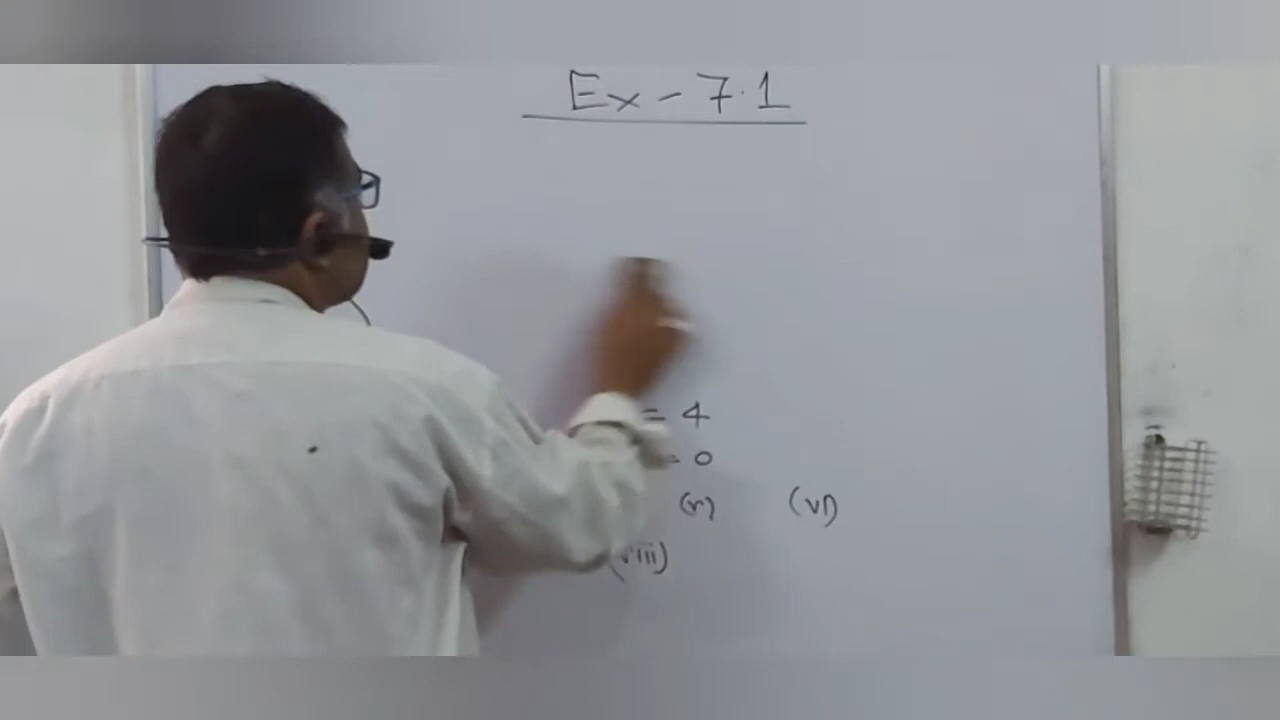 Ex - 7.1
= 4
= 0
(v) (vi)
(viii)